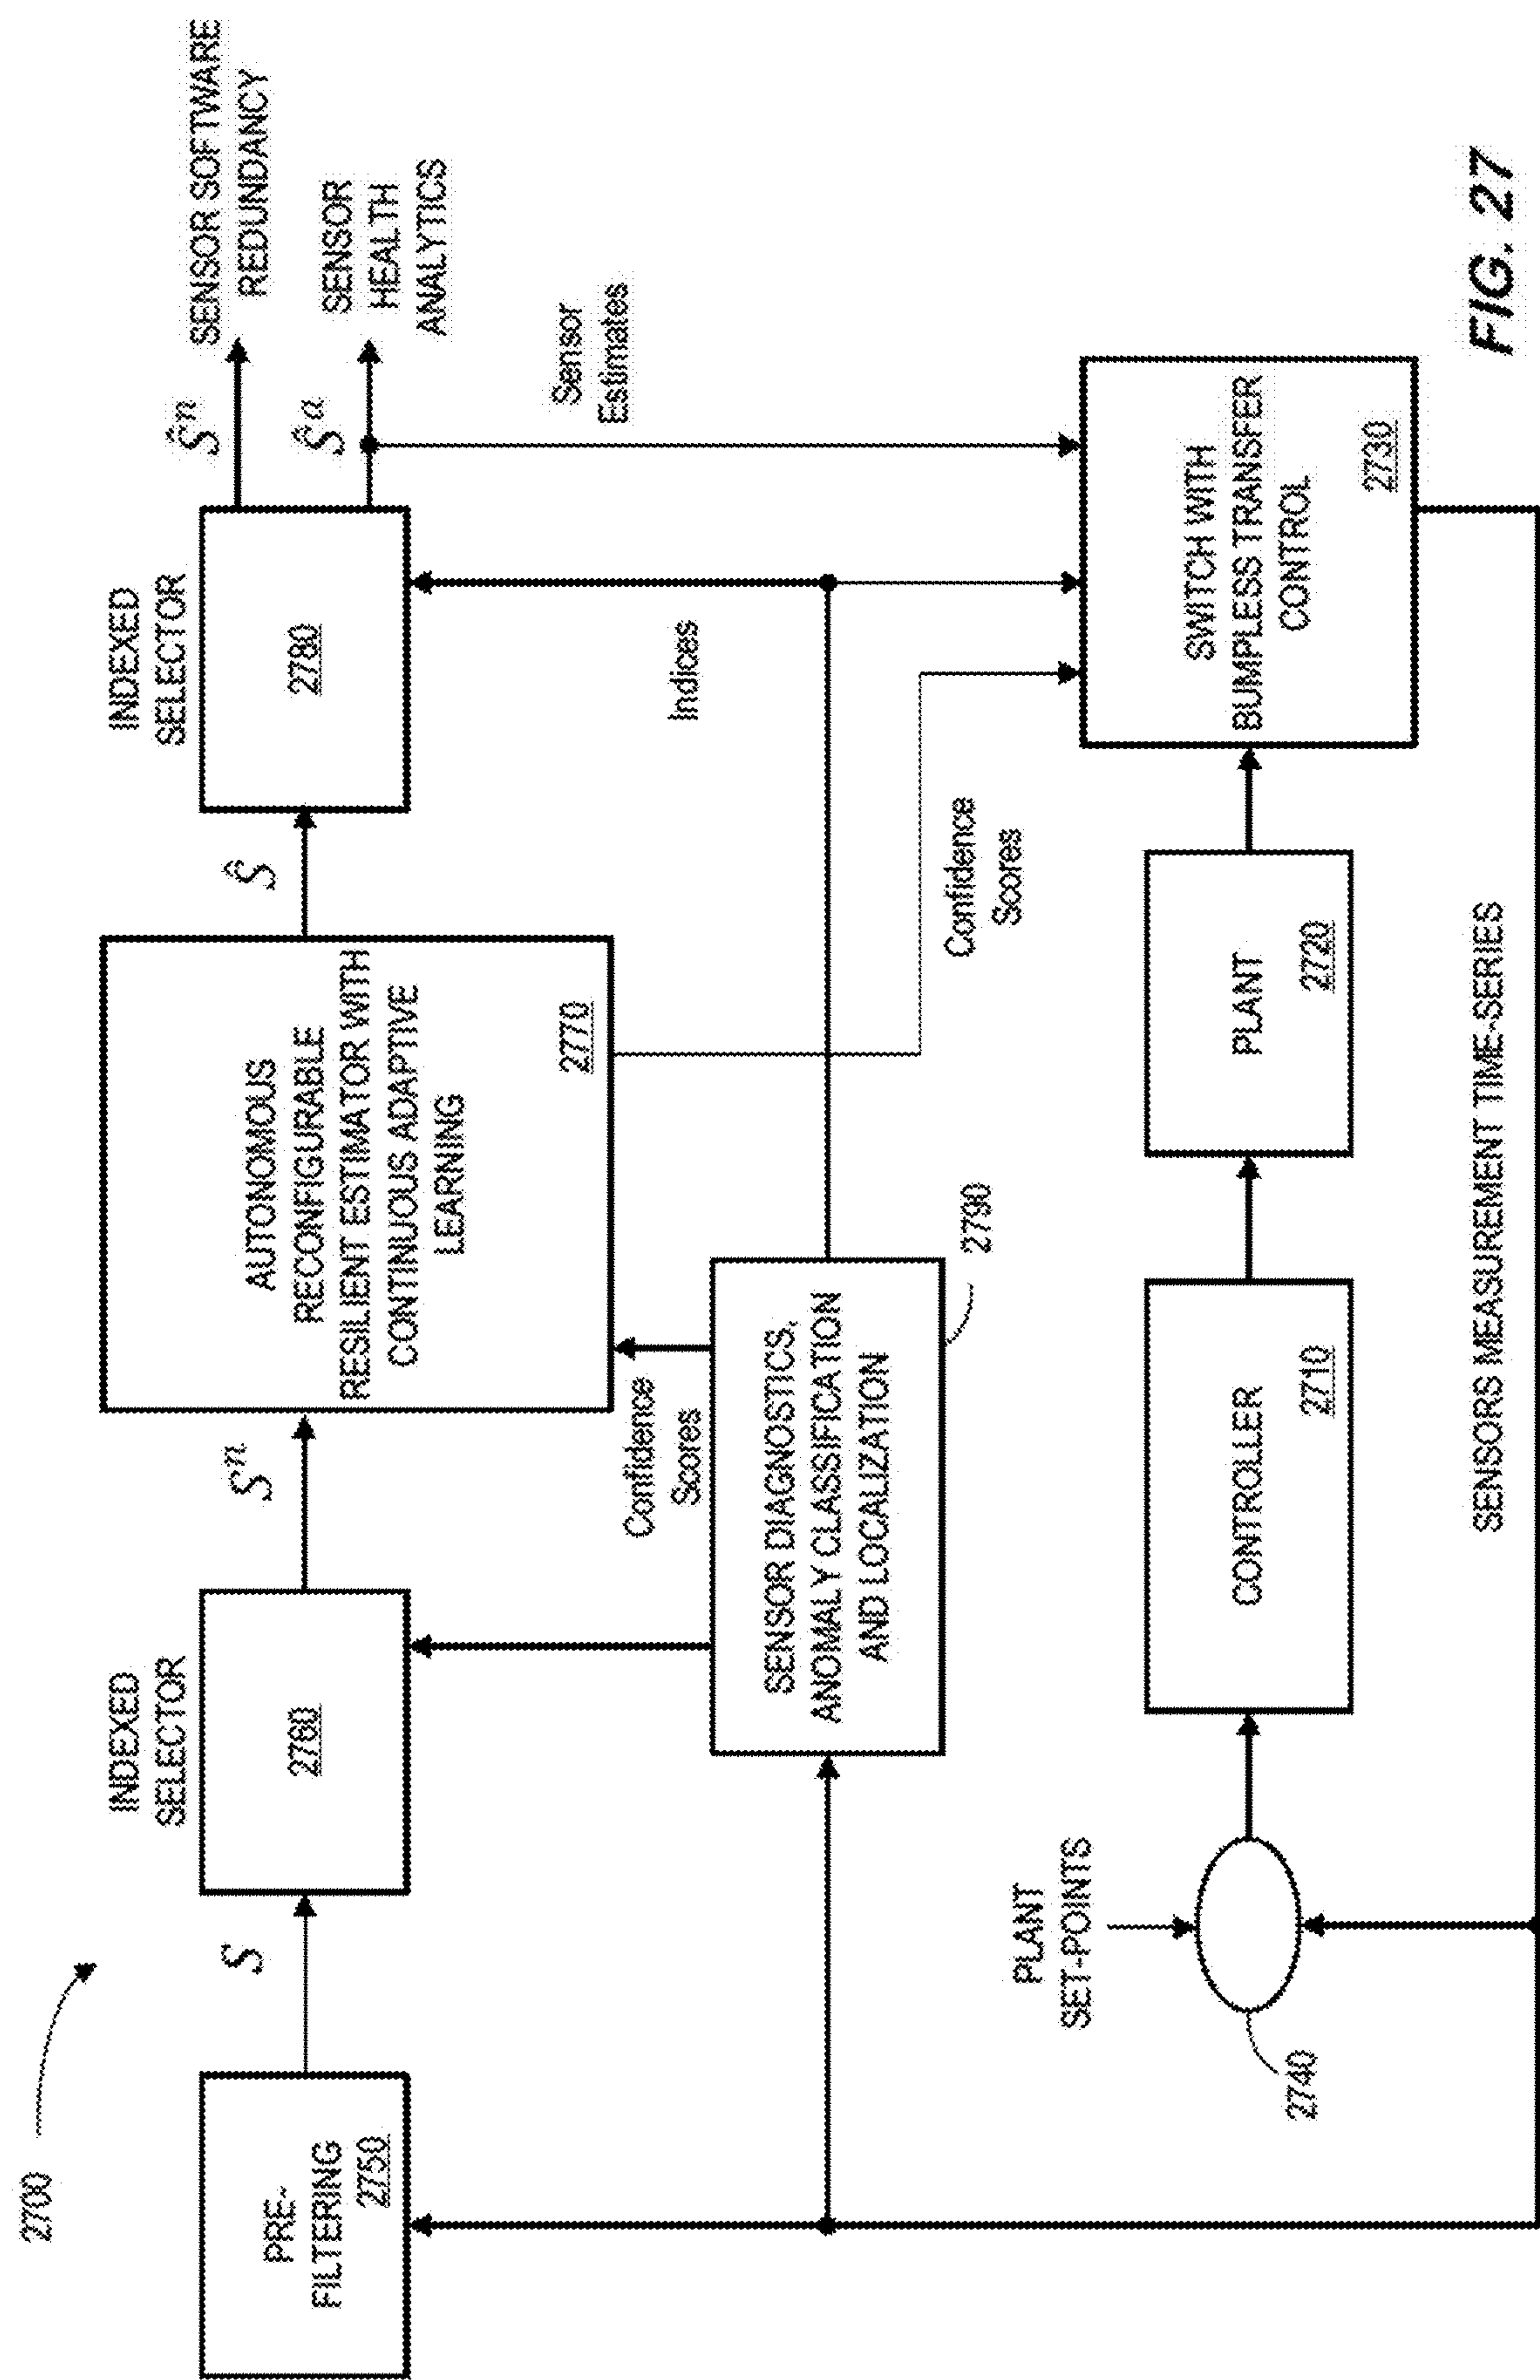 2700
PRE-
FILTERING
2750
S
INDEXED
SELECTOR
2760
Sⁿ
AUTONOMOUS
RECONFIGURABLE
RESILIENT ESTIMATOR WITH
CONTINUOUS ADAPTIVE
LEARNING
2770
Ŝ
INDEXED
SELECTOR
2780
Ŝⁿ
SENSOR SOFTWARE
REDUNDANCY
Ŝᵃ
SENSOR
HEALTH
ANALYTICS
Sensor
Estimates
Confidence
Scores
Indices
SENSOR DIAGNOSTICS,
ANOMALY CLASSIFICATION
AND LOCALIZATION
2790
Confidence
Scores
PLANT
SET-POINTS
2740
CONTROLLER
2710
PLANT
2720
SWITCH WITH
BUMPLESS TRANSFER
CONTROL
2730
SENSORS MEASUREMENT TIME-SERIES
FIG. 27